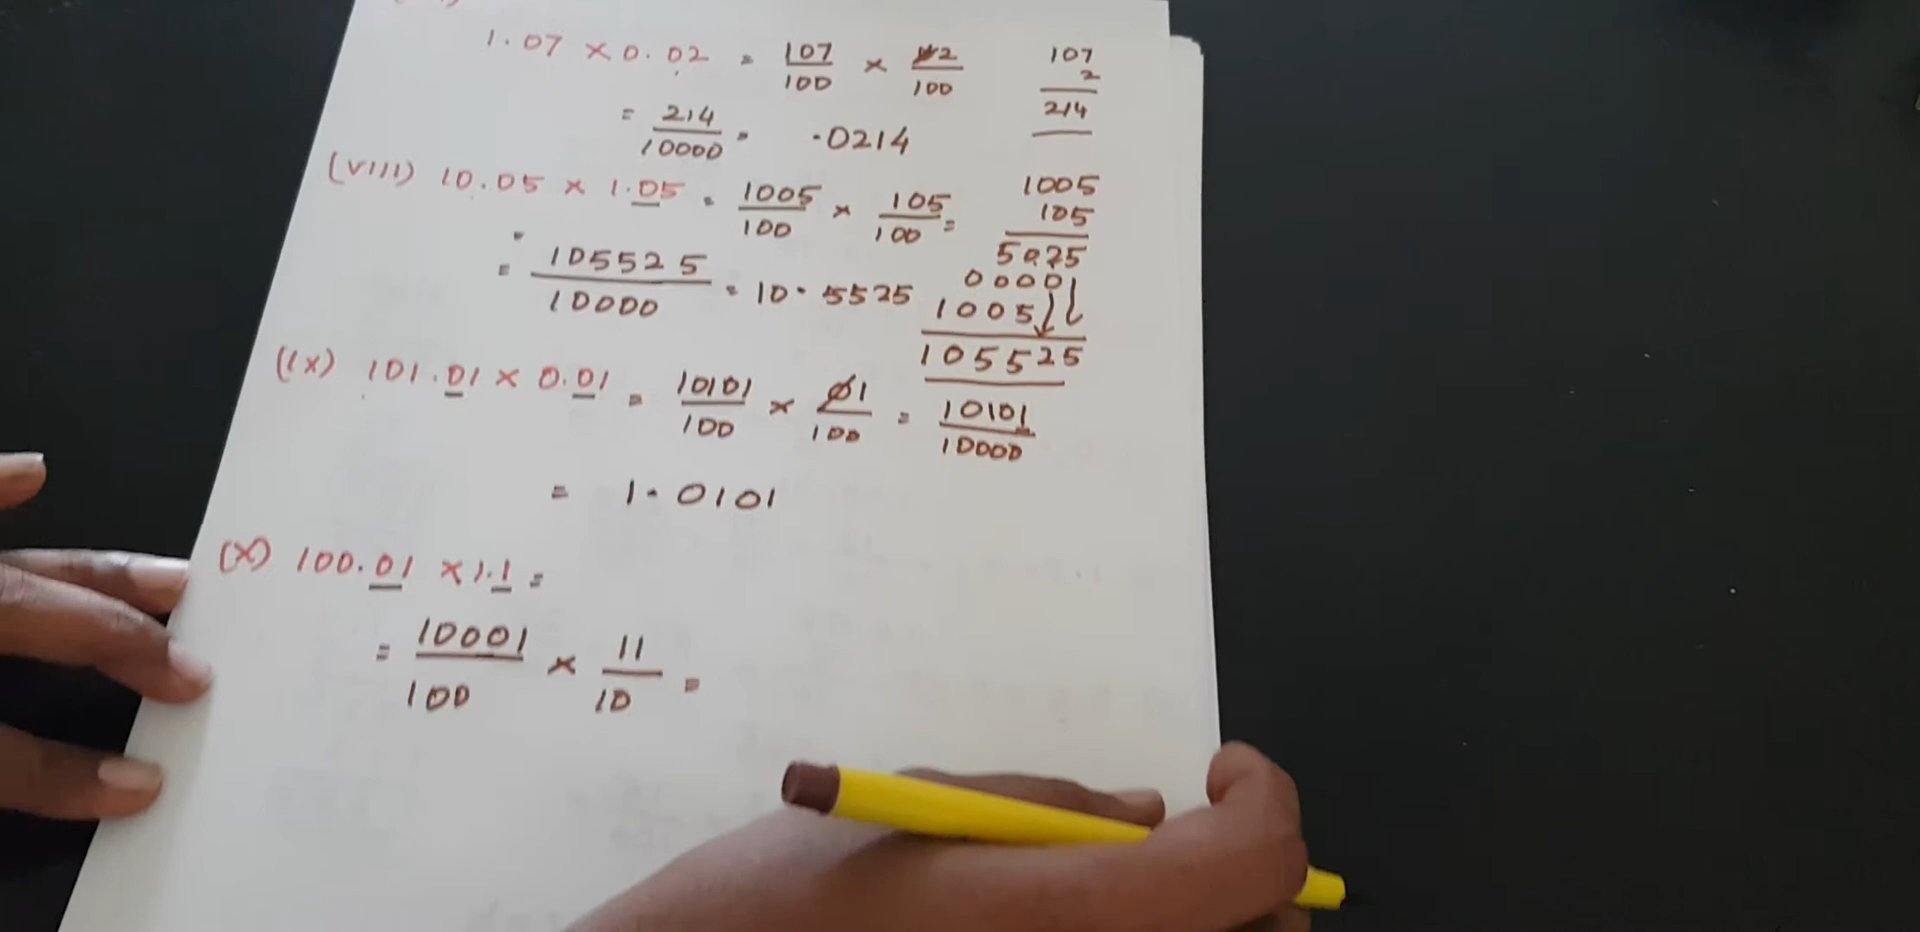 1.07 × 0.02 = 107/100 × 2/100
107
2
214
= 214/10000 = .0214
(viii) 10.05 × 1.05 = 1005/100 × 105/100 =
1005
105
5025
0000
1005
105525
= 105525/10000 = 10.5525
(ix) 101.01 × 0.01 = 10101/100 × 01/100 = 10101/10000
= 1.0101
(x) 100.01 × 1.1 =
= 10001/100 × 11/10 =